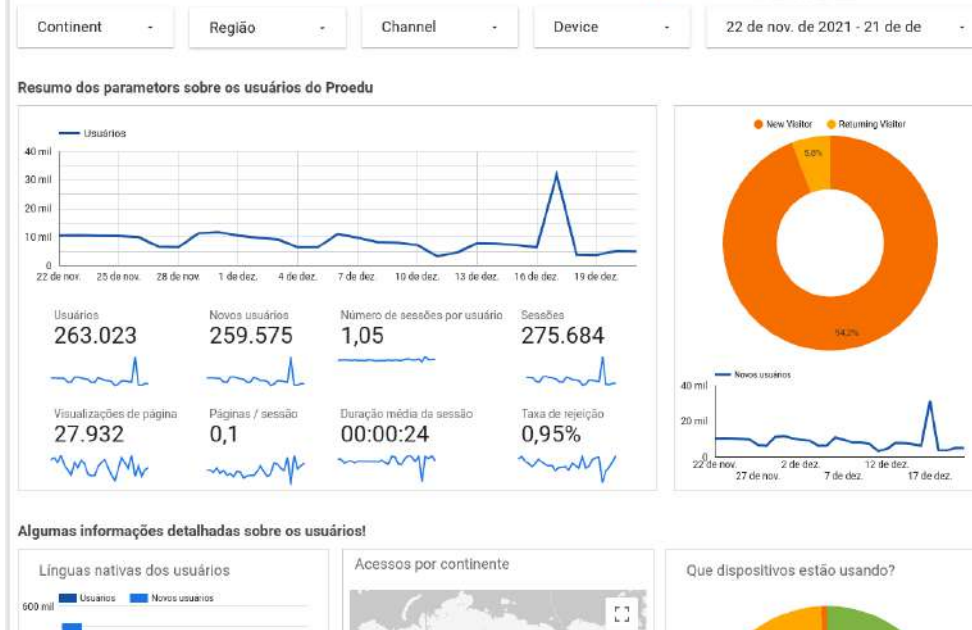 Continent
Região
Channel
Device
22 de nov. de 2021 - 21 de de
Resumo dos parametors sobre os usuários do Proedu
Usuários
40 mil
30 mil
20 mil
10 mil
0
22 de nov. 25 de nov. 28 de nov. 1 de dez. 4 de dez. 7 de dez. 10 de dez. 13 de dez. 16 de dez. 19 de dez.
New Visitor Returning Visitor
5,8%
94,2%
Usuários
263.023
Novos usuários
259.575
Número de sessões por usuário
1,05
Sessões
275.684
Visualizações de página
27.932
Páginas / sessão
0,1
Duração média da sessão
00:00:24
Taxa de rejeição
0,95%
Novos usuários
40 mil
20 mil
0
22 de nov. 2 de dez. 12 de dez.
27 de nov. 7 de dez. 17 de dez.
Algumas informações detalhadas sobre os usuários!
Línguas nativas dos usuários
Usuários Novos usuários
600 mil
Acessos por continente
Que dispositivos estão usando?